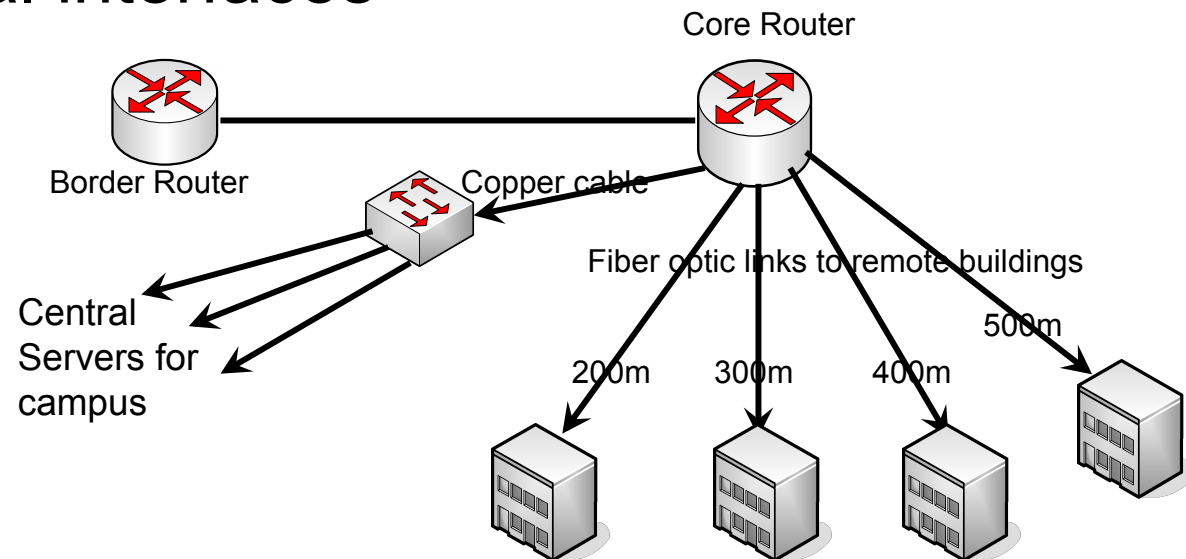 Core Router
Border Router
Copper cable
Fiber optic links to remote buildings
Central
Servers for
campus
500m
200m 300m 400m